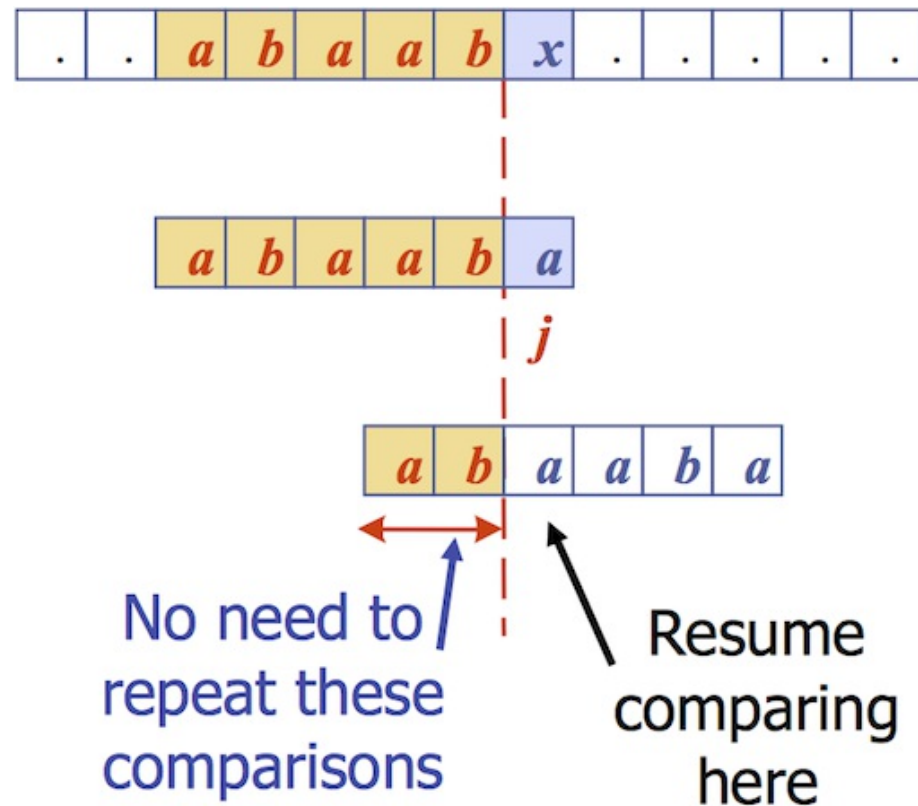 . . a b a a b x . . . . .
a b a a b a
j
a b a a b a
No need to
repeat these
comparisons
Resume
comparing
here